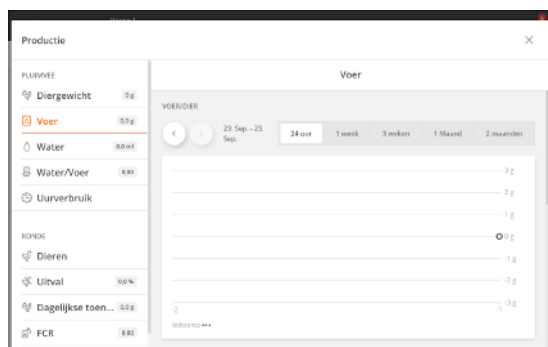 Productie
PLUIMVEE
Diergewicht 0 g
Voer 0,0 g
Water 0,0 ml
Water/Voer 0,00
Uurverbruik
RONDE
Dieren
Uitval 0,0 %
Dagelijkse toen... 0,0 g
FCR 0,00
Voer
VOER/DIER
23. Sep. - 23. Sep.
24 uur
1 week
3 weken
1 Maand
2 maanden
3 g
2 g
1 g
0 g
-1 g
-2 g
-3 g
-2
-1
Reference